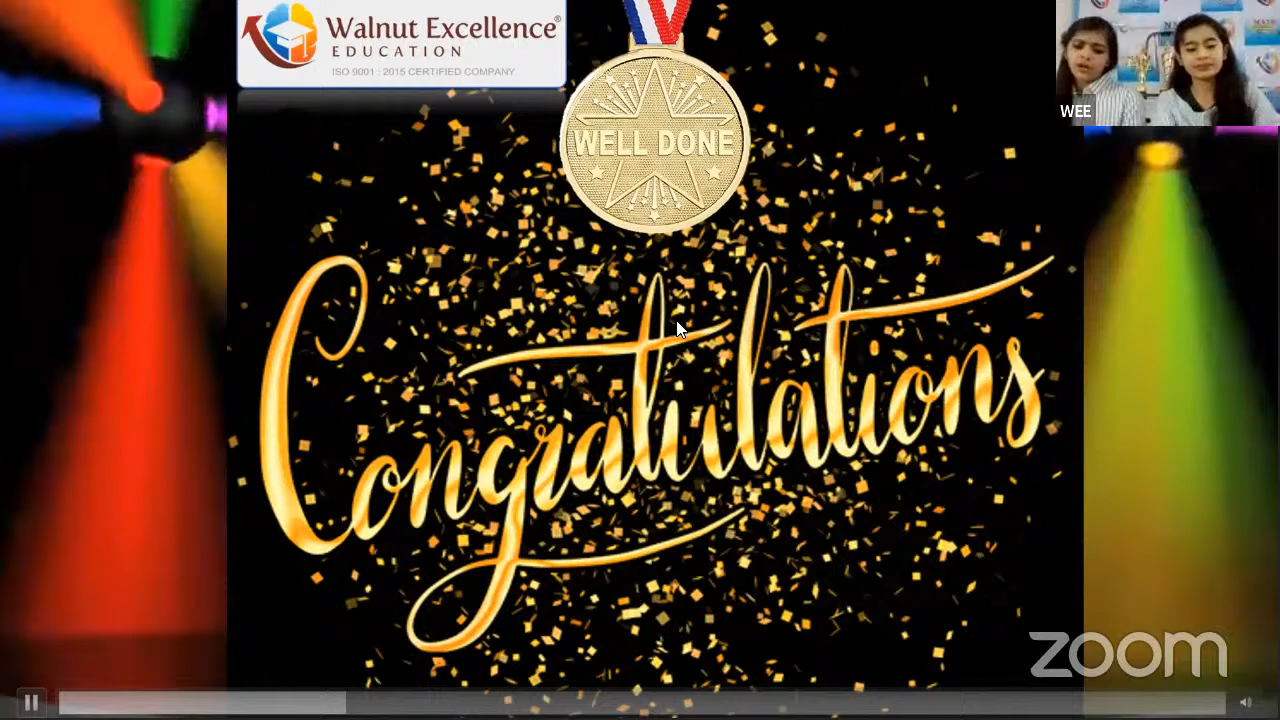 Walnut Excellence®
EDUCATION
ISO 9001 : 2015 CERTIFIED COMPANY
WELL DONE
WEE
Congratulations
zoom